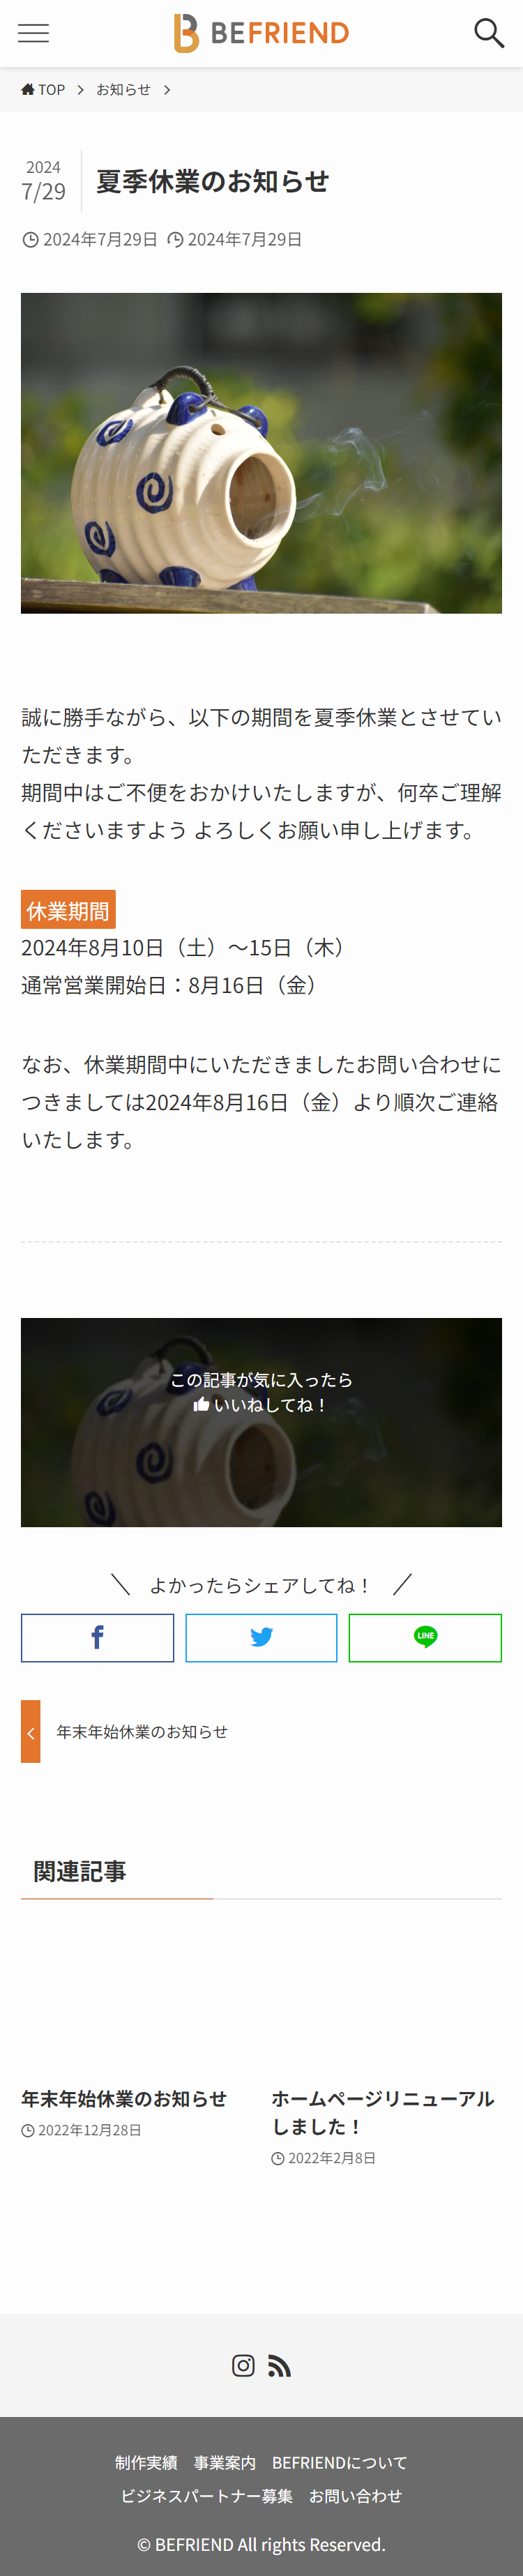 BEFRIEND
TOP
お知らせ
2024
7/29
夏季休業のお知らせ
2024年7月29日 2024年7月29日
誠に勝手ながら、以下の期間を夏季休業とさせてい
ただきます。
期間中はご不便をおかけいたしますが、何卒ご理解
くださいますよう よろしくお願い申し上げます。
休業期間
2024年8月10日（土）〜15日（木）
通常営業開始日：8月16日（金）
なお、休業期間中にいただきましたお問い合わせに
つきましては2024年8月16日（金）より順次ご連絡
いたします。
この記事が気に入ったら
いいねしてね！
よかったらシェアしてね！
LINE
年末年始休業のお知らせ
関連記事
年末年始休業のお知らせ
2022年12月28日
ホームページリニューアル
しました！
2022年2月8日
制作実績 事業案内 BEFRIENDについて
ビジネスパートナー募集 お問い合わせ
© BEFRIEND All rights Reserved.